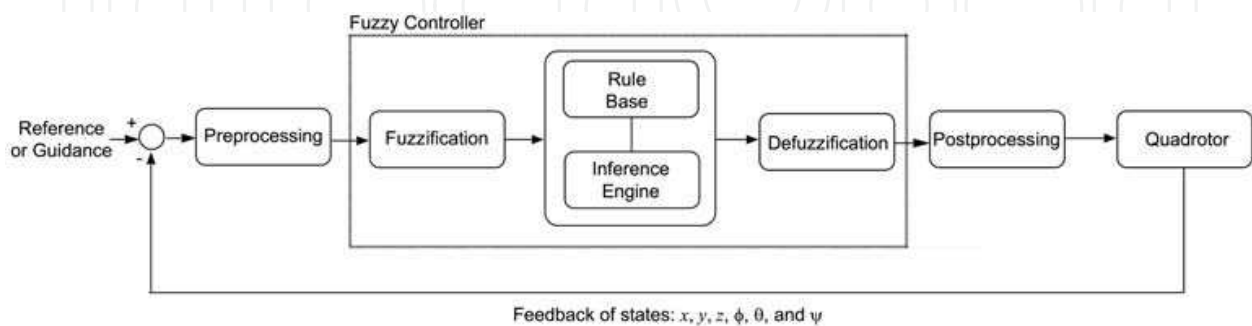 Fuzzy Controller
Reference
or Guidance
+
-
Preprocessing
Fuzzification
Rule
Base
Inference
Engine
Defuzzification
Postprocessing
Quadrotor
Feedback of states: x, y, z, ϕ, θ, and ψ